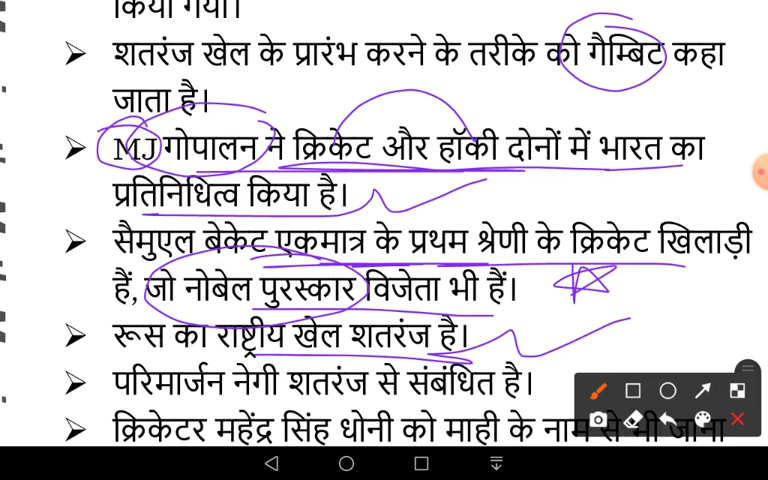 किया गया।
➢ शतरंज खेल के प्रारंभ करने के तरीके को गैम्बिट कहा
जाता है।
➢ MJ गोपालन ने क्रिकेट और हॉकी दोनों में भारत का
प्रतिनिधित्व किया है।
➢ सैमुएल बेकेट एकमात्र के प्रथम श्रेणी के क्रिकेट खिलाड़ी
हैं, जो नोबेल पुरस्कार विजेता भी हैं।
➢ रूस का राष्ट्रीय खेल शतरंज है।
➢ परिमार्जन नेगी शतरंज से संबंधित है।
➢ क्रिकेटर महेंद्र सिंह धोनी को माही के नाम से भी जाना